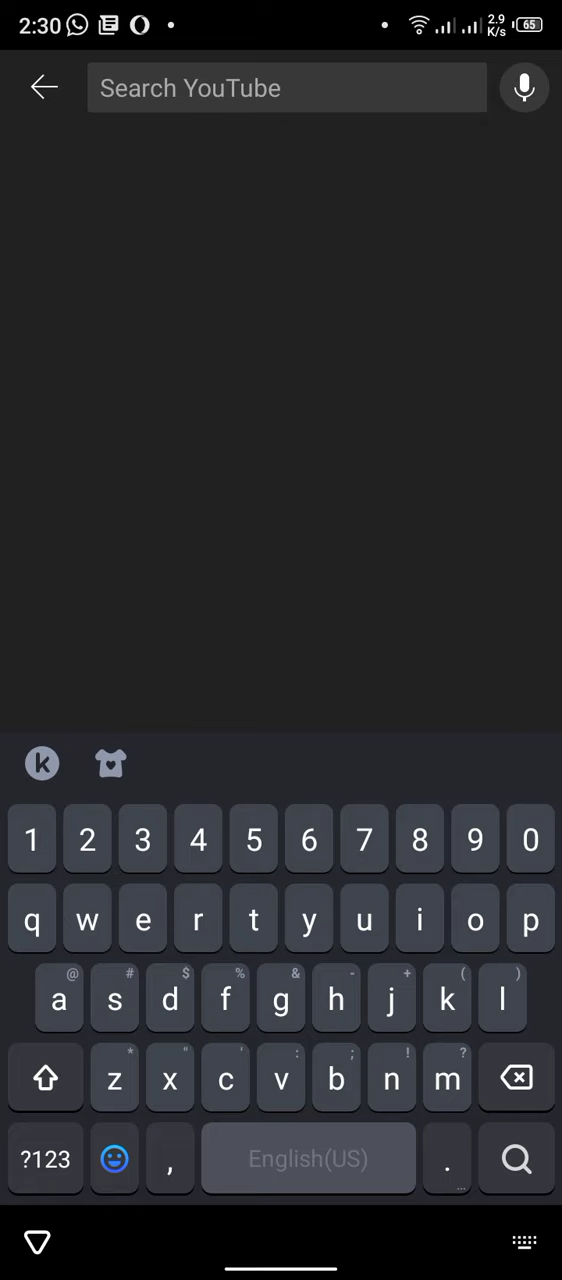 2:30 2.9 K/s 65
Search YouTube
k
1 2 3 4 5 6 7 8 9 0
q w e r t y u i o p
@ # $ % & - + ( )
a s d f g h j k l
* " ' : ; ! ?
z x c v b n m
?123 , English(US) . ...